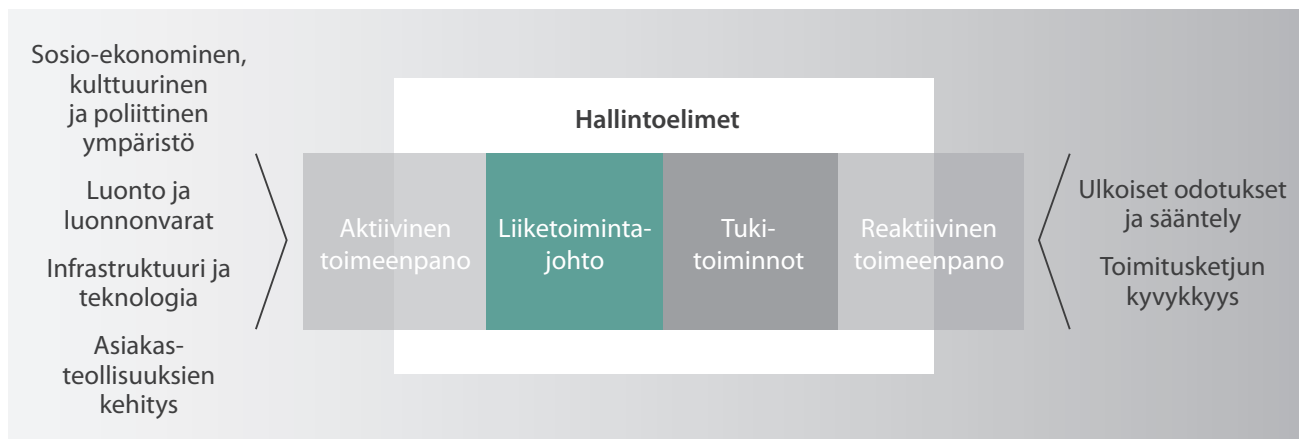 Sosio-ekonominen,
kulttuurinen
ja poliittinen
ympäristö
Luonto ja
luonnonvarat
Infrastruktuuri ja
teknologia
Asiakas-
teollisuuksien
kehitys
Hallintoelimet
Aktiivinen
toimeenpano
Liiketoiminta-
johto
Tuki-
toiminnot
Reaktiivinen
toimeenpano
Ulkoiset odotukset
ja sääntely
Toimitusketjun
kyvykkyys